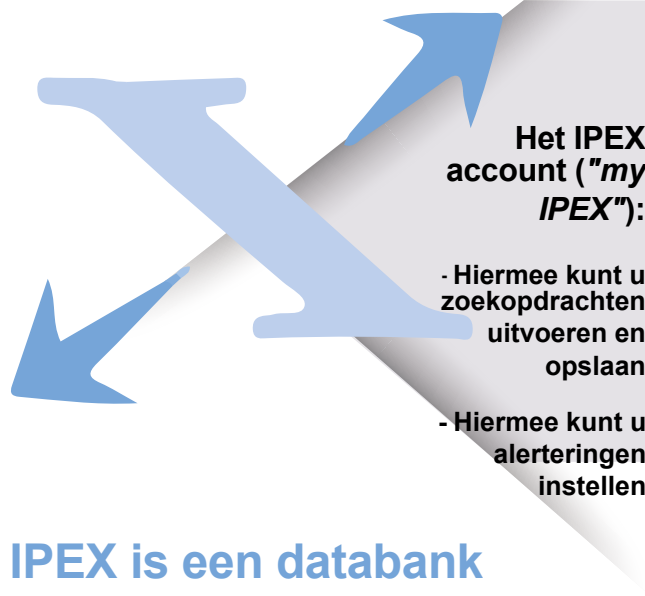 Het IPEX
account ("my
IPEX"):
- Hiermee kunt u
zoekopdrachten
uitvoeren en
opslaan
- Hiermee kunt u
alerteringen
instellen
IPEX is een databank